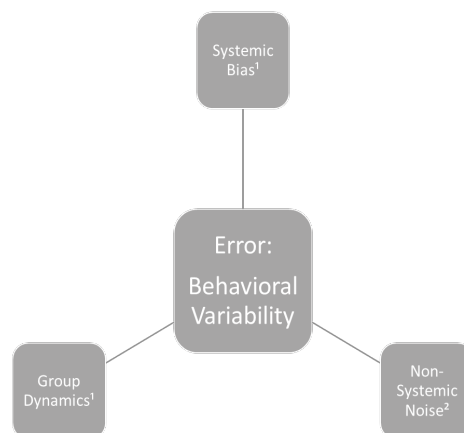 Systemic
Bias¹
Error:
Behavioral
Variability
Group
Dynamics¹
Non-
Systemic
Noise²